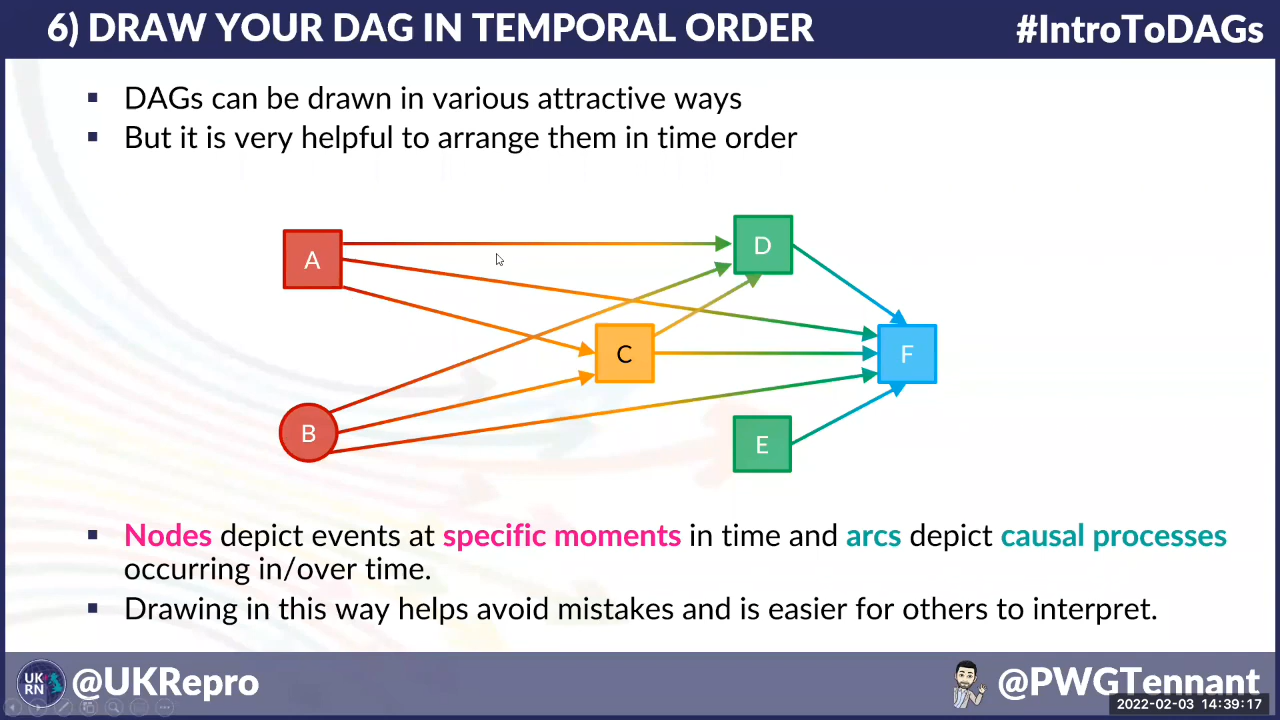 6) DRAW YOUR DAG IN TEMPORAL ORDER
#IntroToDAGs
▪ DAGs can be drawn in various attractive ways
▪ But it is very helpful to arrange them in time order
A
D
C
F
B
E
▪ Nodes depict events at specific moments in time and arcs depict causal processes
occurring in/over time.
▪ Drawing in this way helps avoid mistakes and is easier for others to interpret.
UK
RN
@UKRepro
@PWGTennant
2022-02-03 14:39:17